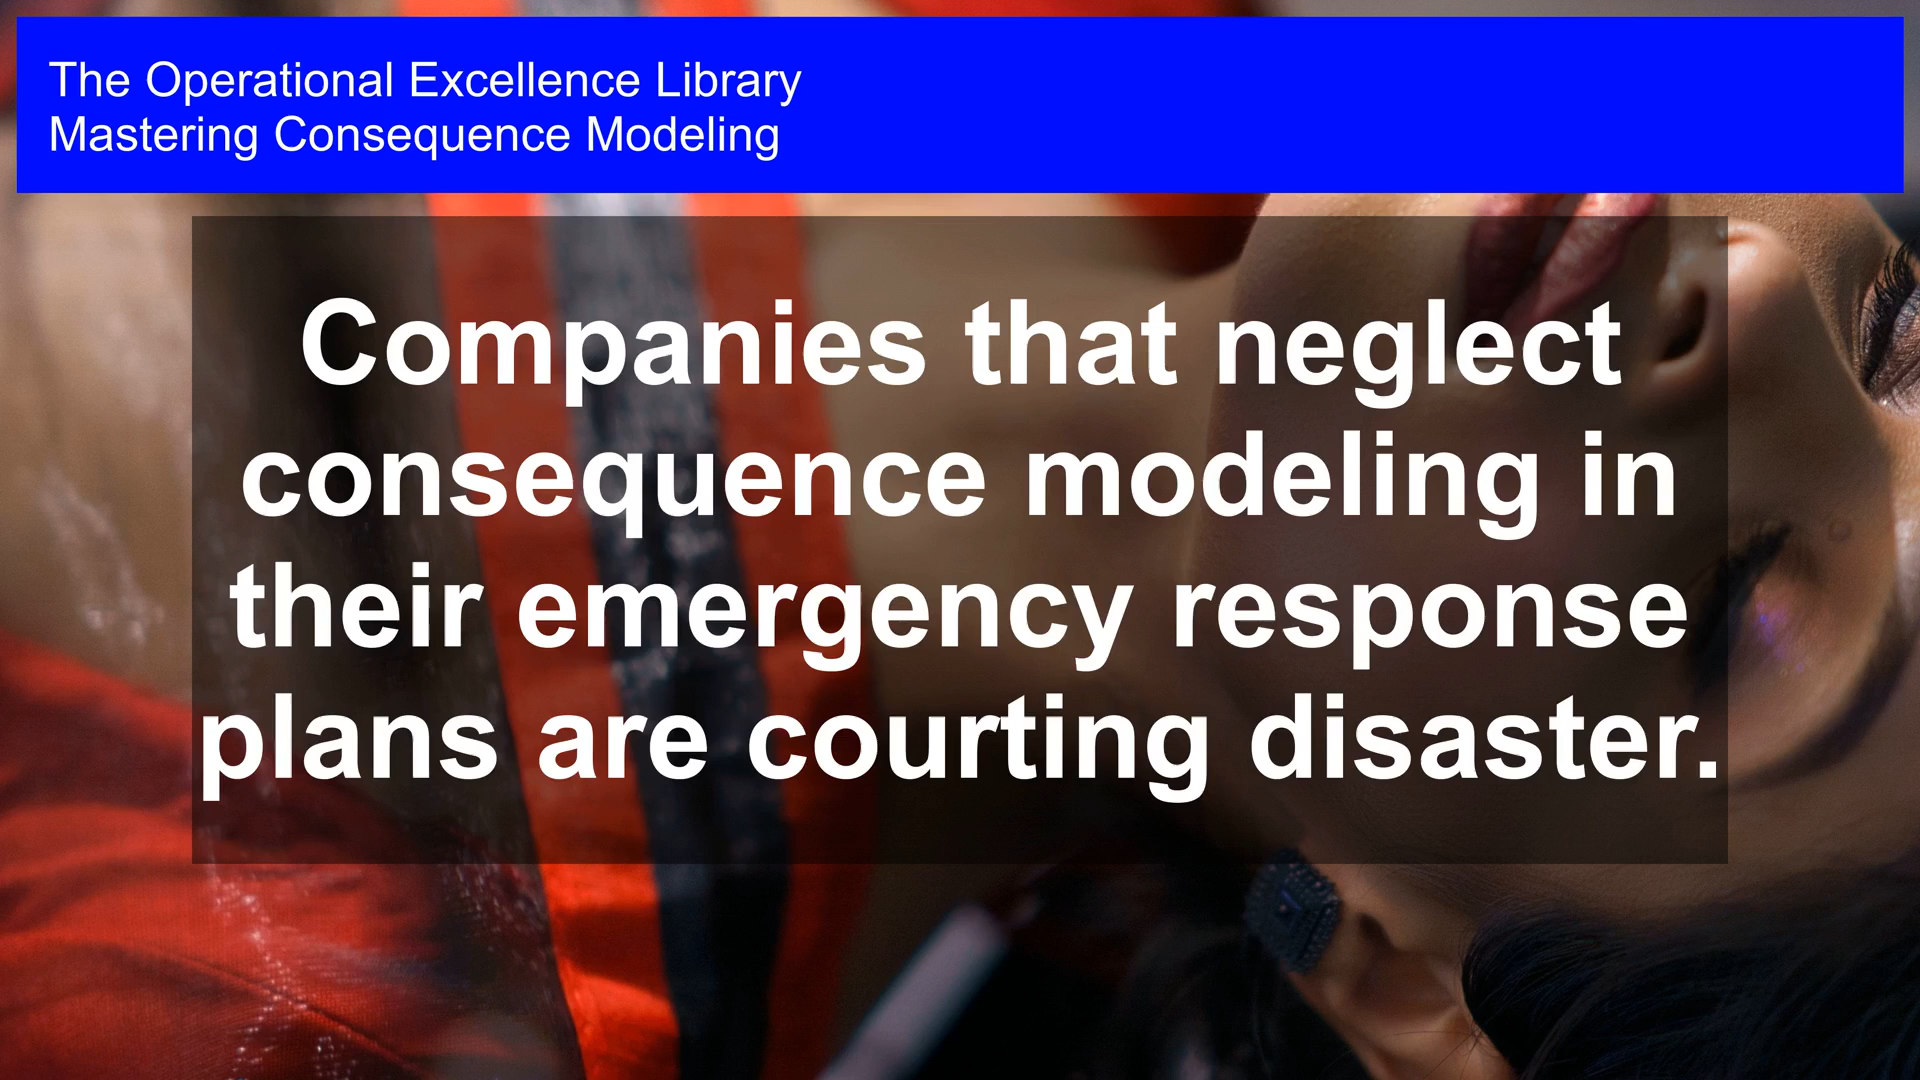 The Operational Excellence Library
Mastering Consequence Modeling
Companies that neglect
consequence modeling in
their emergency response
plans are courting disaster.